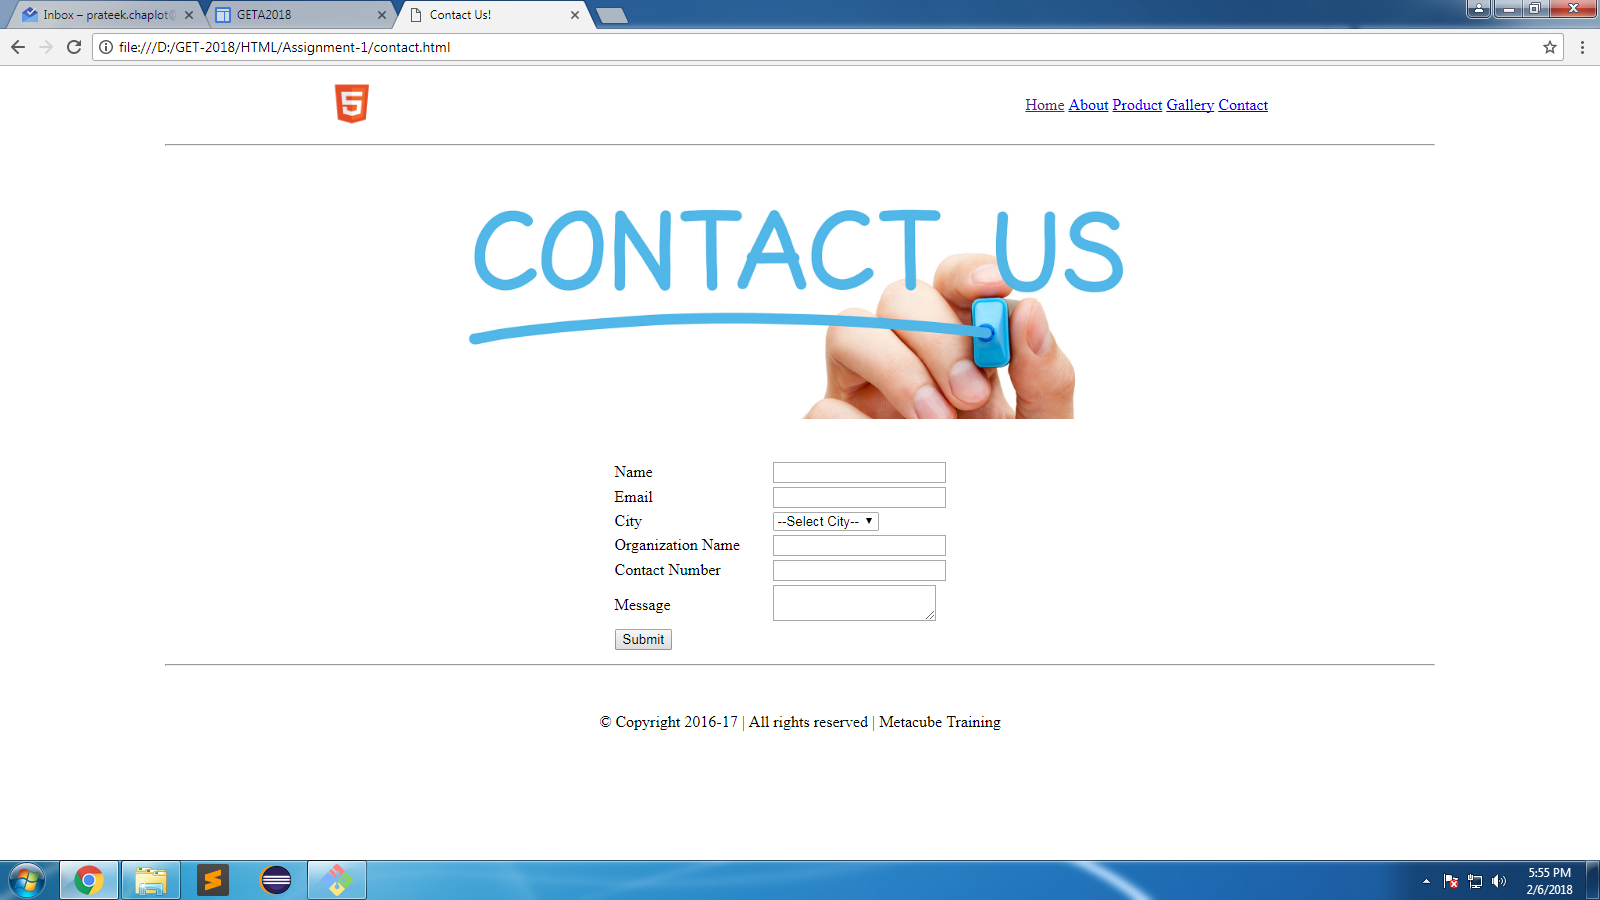 Inbox – prateek.chaplot@
GETA2018
Contact Us!
file:///D:/GET-2018/HTML/Assignment-1/contact.html
5
Home About Product Gallery Contact
CONTACT US
Name
Email
City --Select City--
Organization Name
Contact Number
Message
Submit
© Copyright 2016-17 | All rights reserved | Metacube Training
5:55 PM
2/6/2018